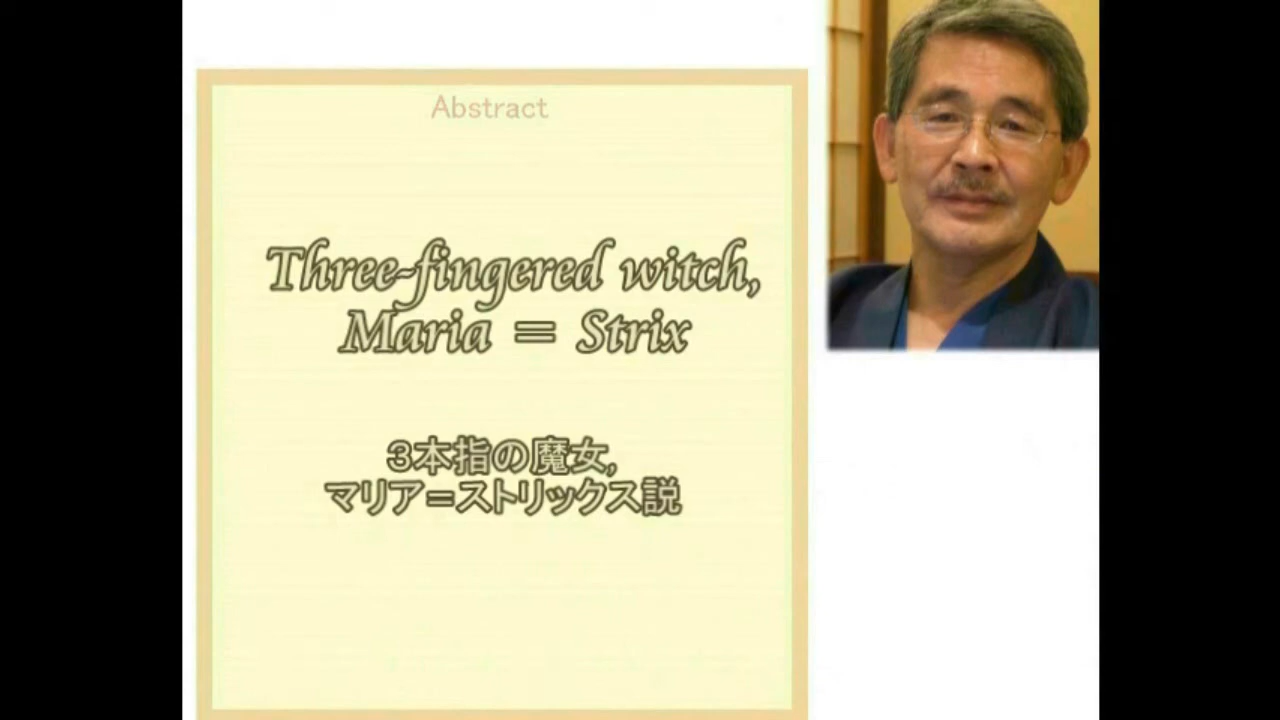 Abstract
Three-fingered witch,
Maria = Strix
3本指の魔女,
マリア=ストリックス説